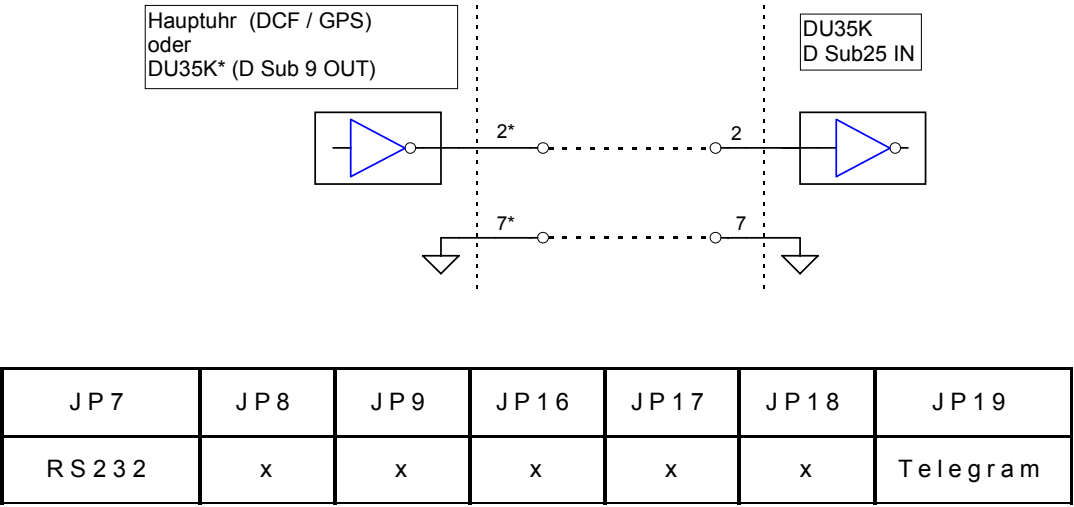 Hauptuhr (DCF / GPS)
oder
DU35K* (D Sub 9 OUT)
DU35K
D Sub25 IN
2*
2
7*
7
JP7 JP8 JP9 JP16 JP17 JP18 JP19
RS232 x x x x x Telegram